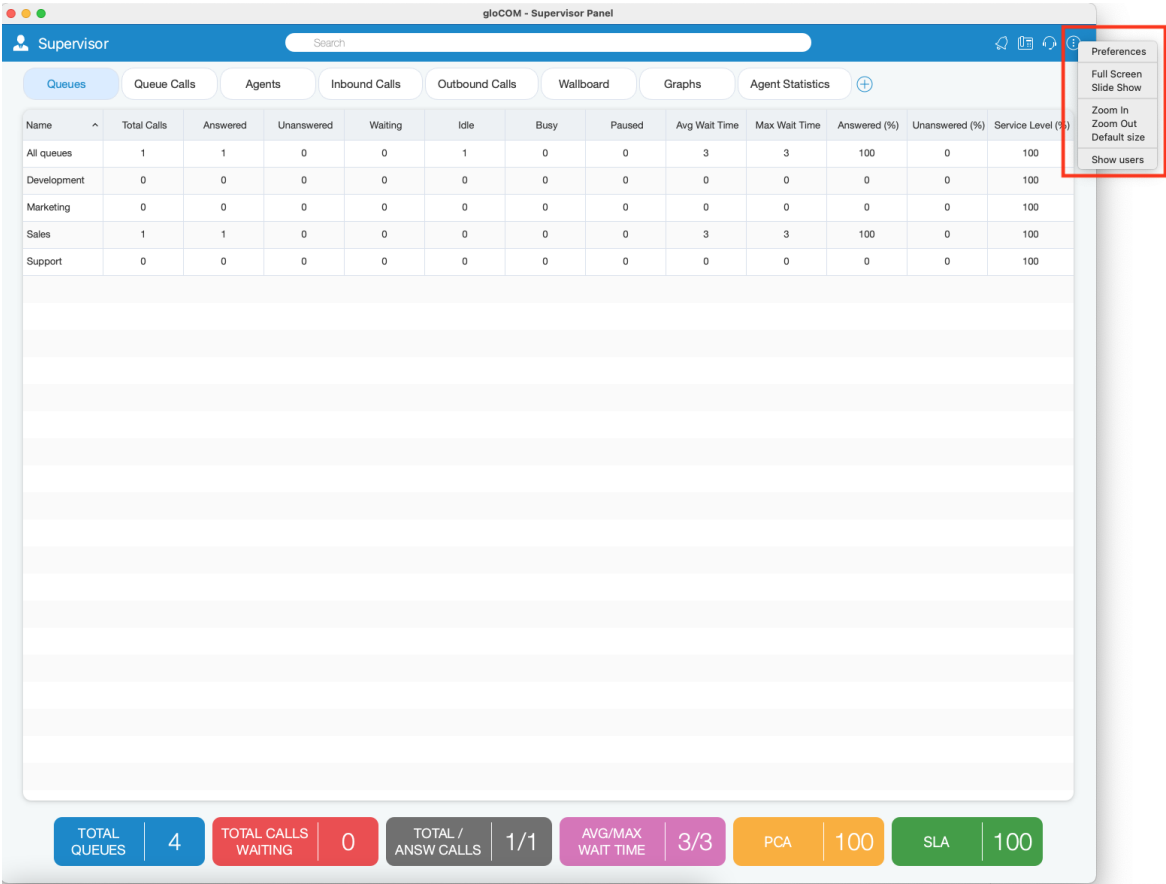 gloCOM - Supervisor Panel
Supervisor
Search
Preferences
Full Screen
Slide Show
Zoom In
Zoom Out
Default size
Show users
Queues Queue Calls Agents Inbound Calls Outbound Calls Wallboard Graphs Agent Statistics
Name Total Calls Answered Unanswered Waiting Idle Busy Paused Avg Wait Time Max Wait Time Answered (%) Unanswered (%) Service Level (%)
All queues 1 1 0 0 1 0 0 3 3 100 0 100
Development 0 0 0 0 0 0 0 0 0 0 0 100
Marketing 0 0 0 0 0 0 0 0 0 0 0 100
Sales 1 1 0 0 0 0 0 3 3 100 0 100
Support 0 0 0 0 0 0 0 0 0 0 0 100
TOTAL QUEUES 4
TOTAL CALLS WAITING 0
TOTAL / ANSW CALLS 1/1
AVG/MAX WAIT TIME 3/3
PCA 100
SLA 100